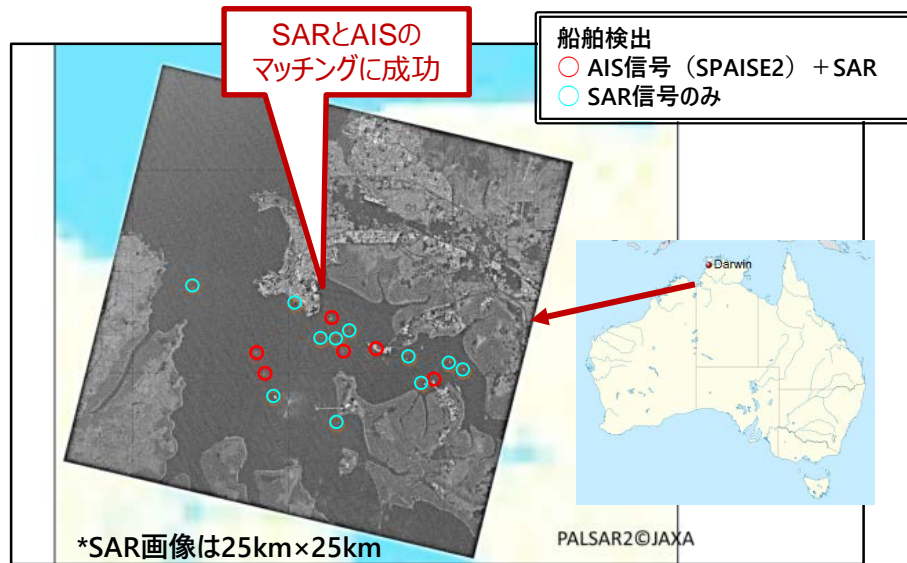 SARとAISの
マッチングに成功
船舶検出
○ AIS信号（SPAISE2）＋SAR
○ SAR信号のみ
Darwin
*SAR画像は25km×25km
PALSAR2©JAXA